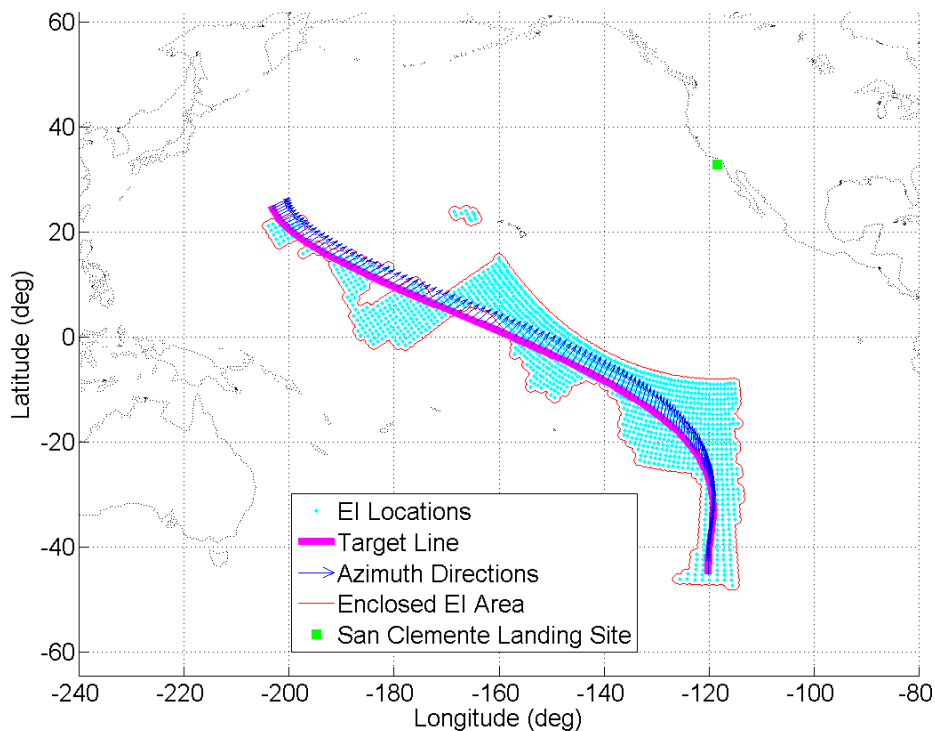 60
40
20
0
-20
-40
-60
Latitude (deg)
EI Locations
Target Line
Azimuth Directions
Enclosed EI Area
San Clemente Landing Site
-240 -220 -200 -180 -160 -140 -120 -100 -80
Longitude (deg)